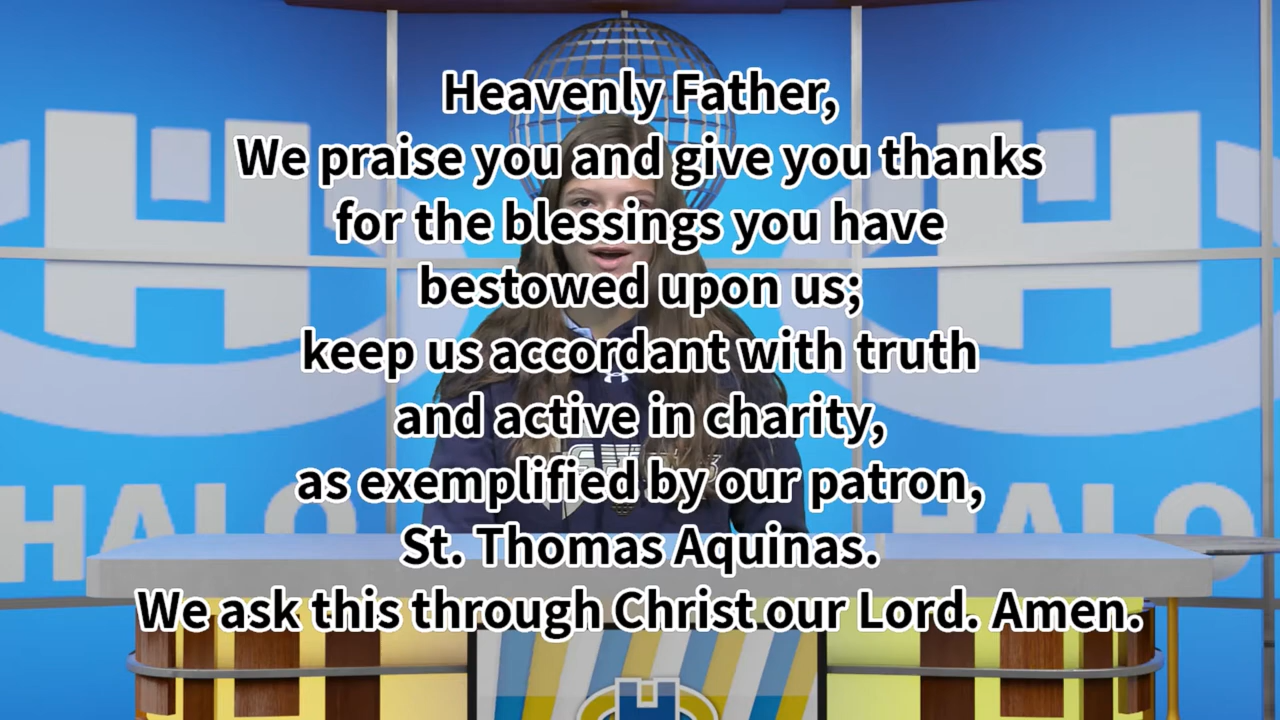 Heavenly Father,
We praise you and give you thanks
for the blessings you have
bestowed upon us;
keep us accordant with truth
and active in charity,
as exemplified by our patron,
St. Thomas Aquinas.
We ask this through Christ our Lord. Amen.
H
H
HALO
HALO